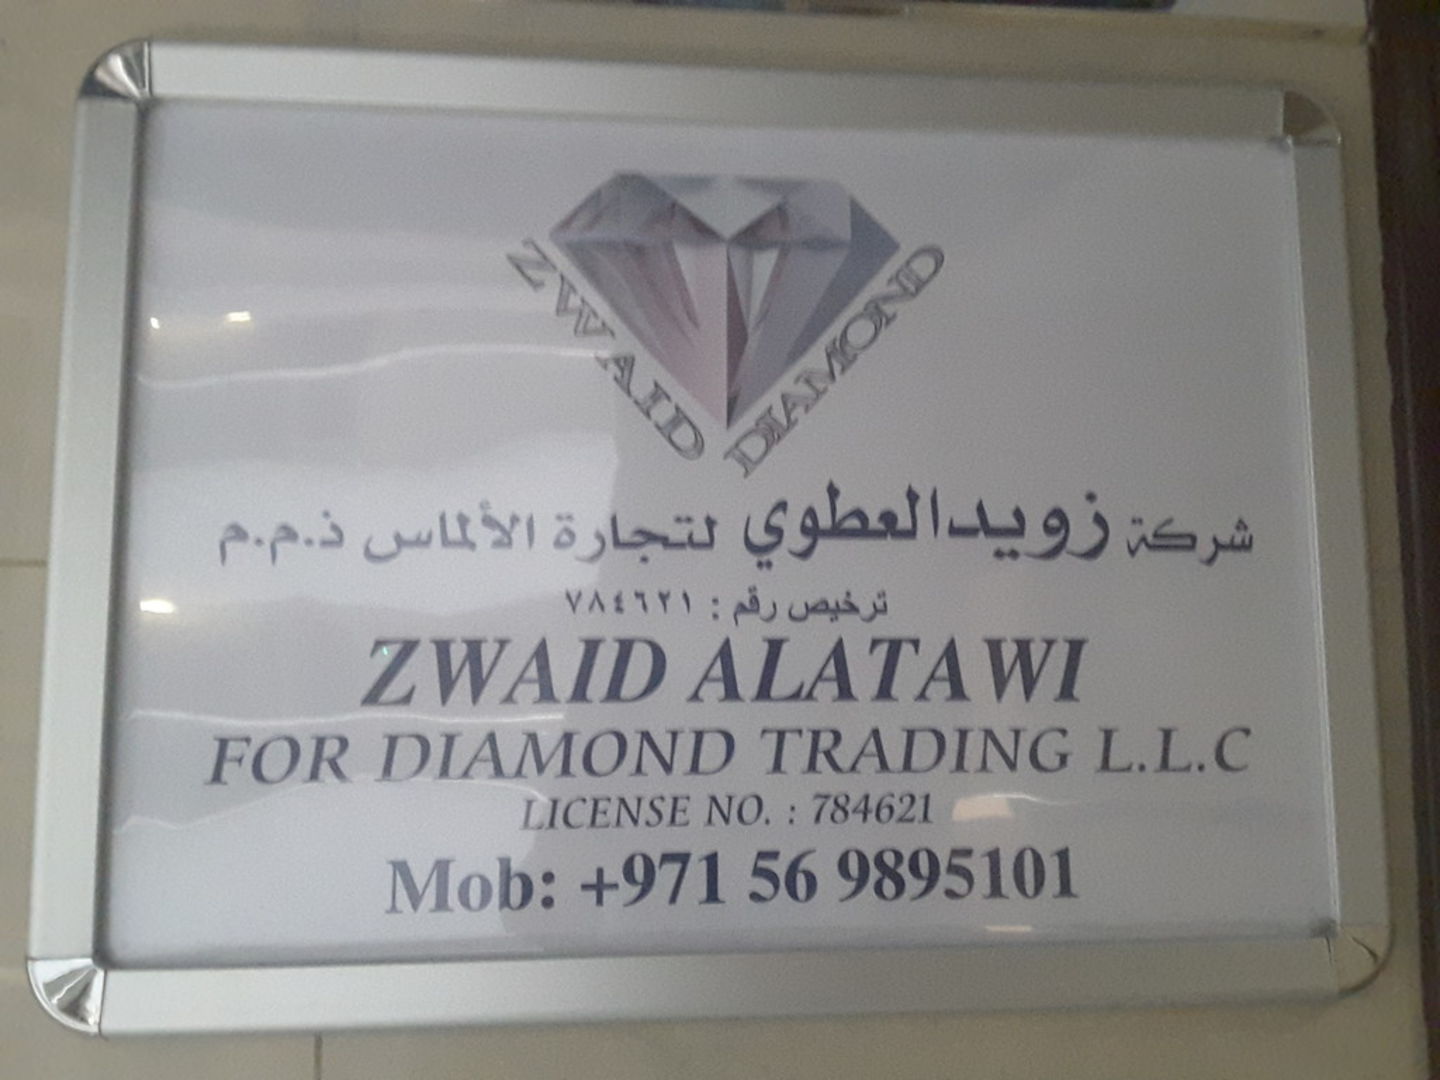 ZWAID DIAMOND
شركة زويد العطوي لتجارة الألماس ذ.م.م
ترخيص رقم : ٧٨٤٦٢١
ZWAID ALATAWI
FOR DIAMOND TRADING L.L.C
LICENSE NO. : 784621
Mob: +971 56 9895101